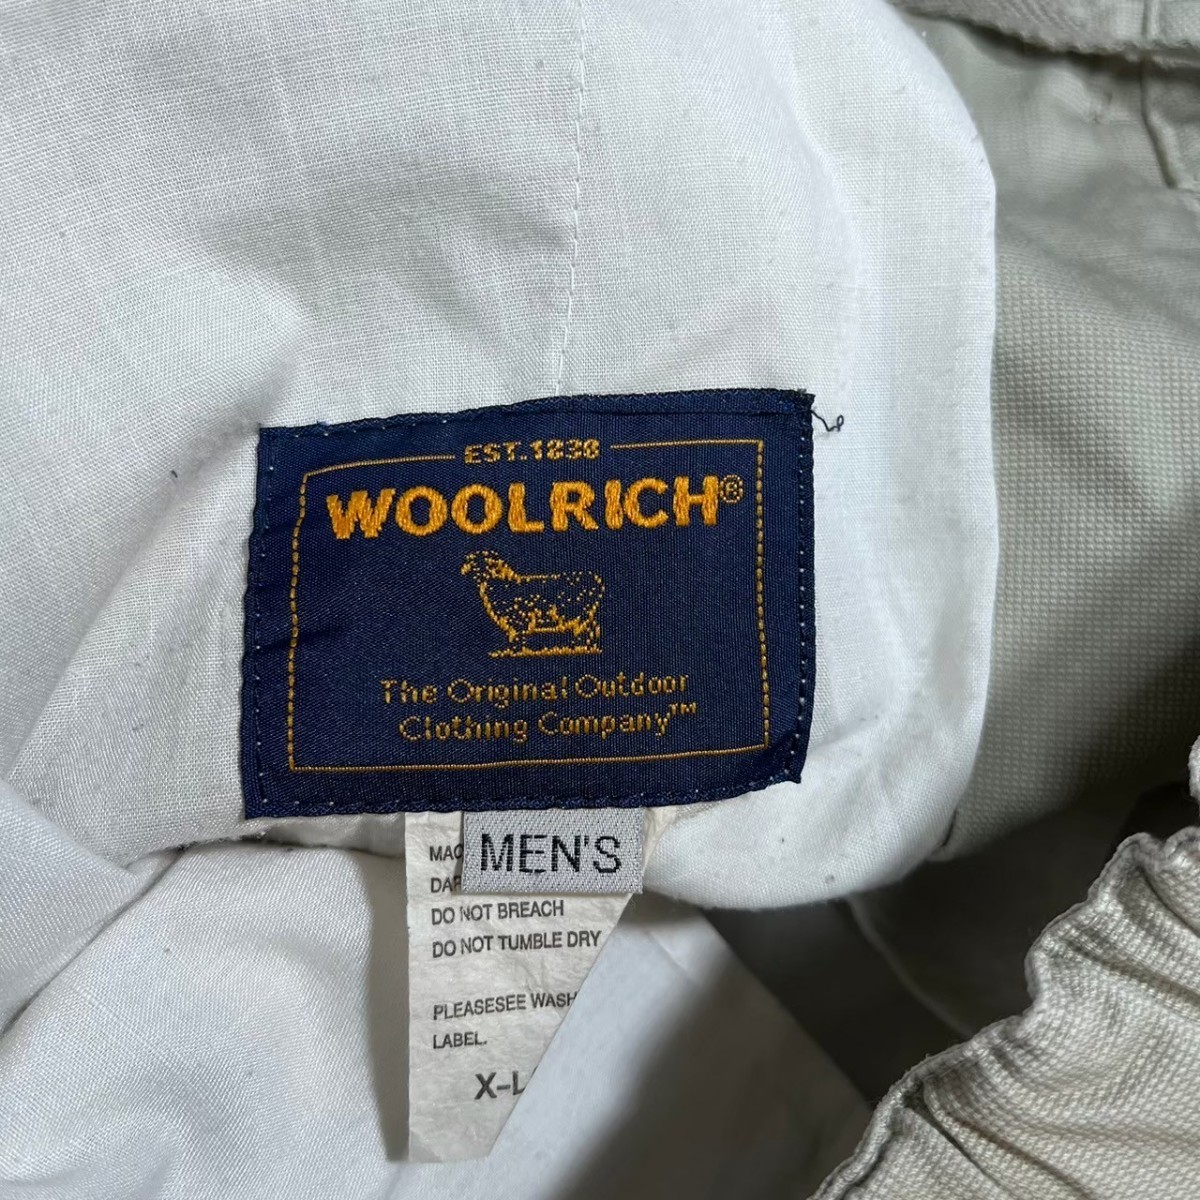 EST.1830
WOOLRICH®
The Original Outdoor
Clothing Company™
MEN'S
DO NOT BREACH
DO NOT TUMBLE DRY
PLEASESEE WASH
LABEL.